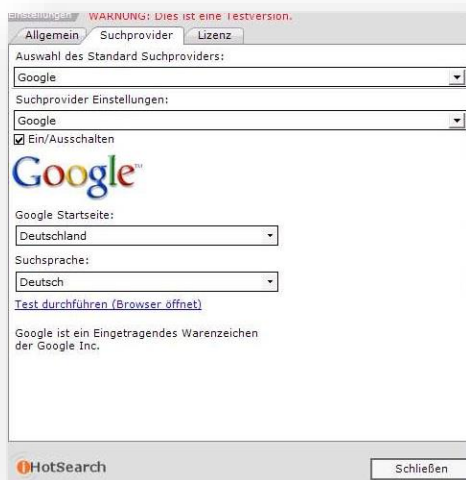 Einstellungen WARNUNG: Dies ist eine Testversion.
Allgemein Suchprovider Lizenz
Auswahl des Standard Suchproviders:
Google
Suchprovider Einstellungen:
Google
Ein/Ausschalten
Google™
Google Startseite:
Deutschland
Suchsprache:
Deutsch
Test durchführen (Browser öffnet)
Google ist ein Eingetragendes Warenzeichen
der Google Inc.
HotSearch
Schließen